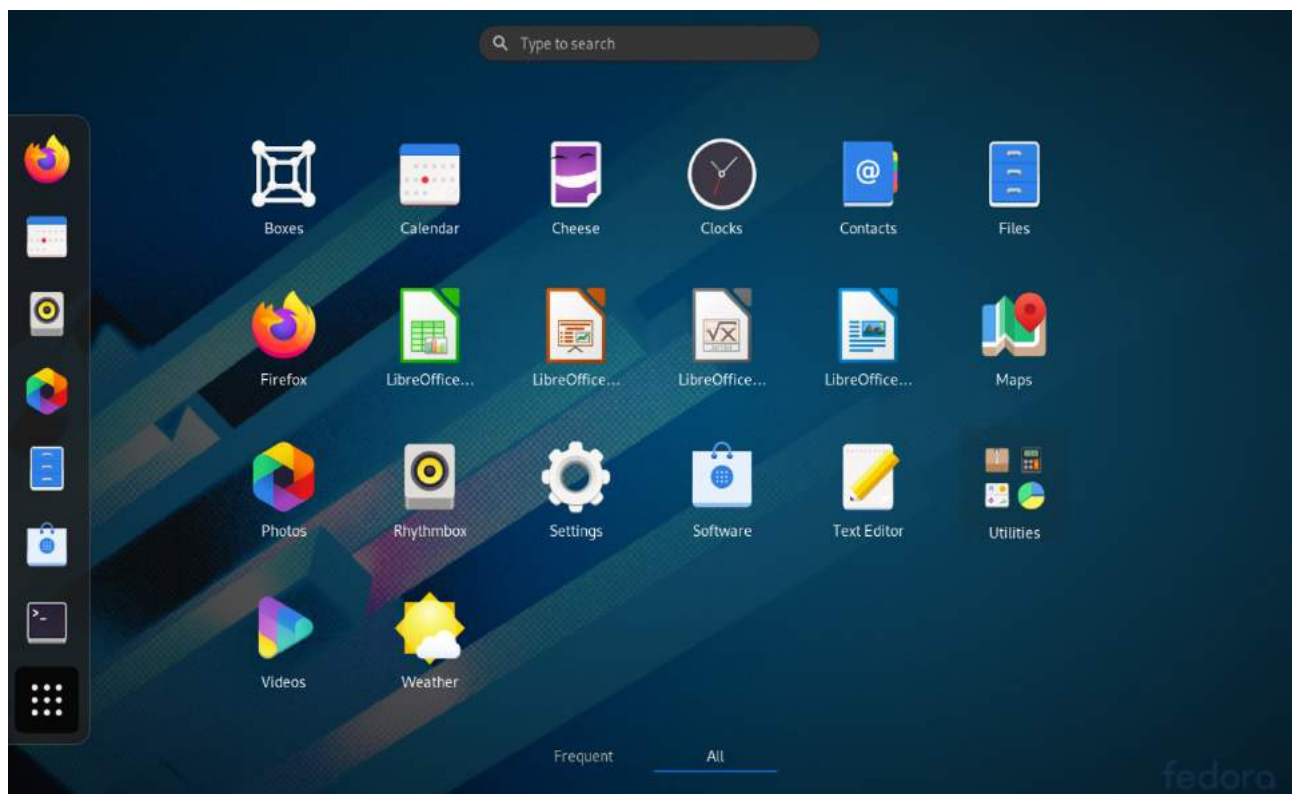 Type to search
Boxes Calendar Cheese Clocks Contacts Files
Firefox LibreOffice... LibreOffice... LibreOffice... LibreOffice... Maps
Photos Rhythmbox Settings Software Text Editor Utilities
Videos Weather
Frequent All
fedora